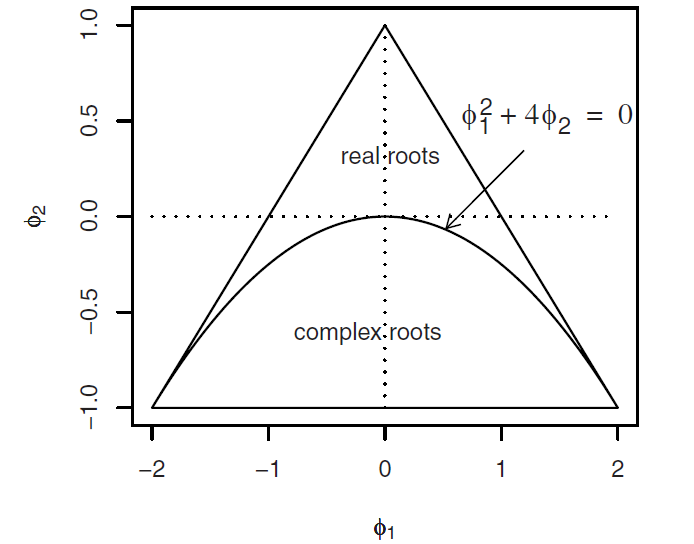 1.0
ϕ₁² + 4ϕ₂ = 0
0.5
real roots
ϕ₂
0.0
−0.5
complex roots
−1.0
−2 −1 0 1 2
ϕ₁